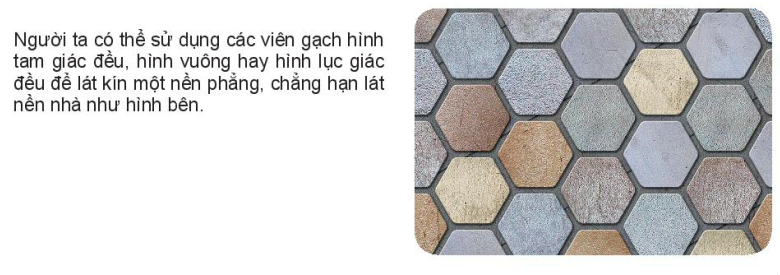 Người ta có thể sử dụng các viên gạch hình
tam giác đều, hình vuông hay hình lục giác
đều để lát kín một nền phẳng, chẳng hạn lát
nền nhà như hình bên.